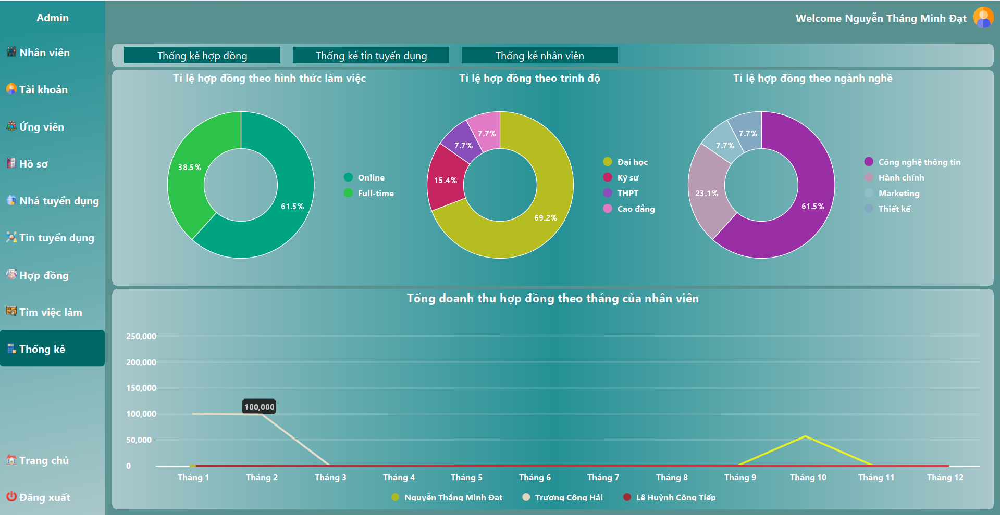 Admin
Welcome Nguyễn Thắng Minh Đạt
Nhân viên
Tài khoản
Ứng viên
Hồ sơ
Nhà tuyển dụng
Tin tuyển dụng
Hợp đồng
Tìm việc làm
Thống kê
Trang chủ
Đăng xuất
Thống kê hợp đồng
Thống kê tin tuyển dụng
Thống kê nhân viên
Tỉ lệ hợp đồng theo hình thức làm việc
38.5%
61.5%
Online
Full-time
Tỉ lệ hợp đồng theo trình độ
7.7%
7.7%
15.4%
69.2%
Đại học
Kỹ sư
THPT
Cao đẳng
Tỉ lệ hợp đồng theo ngành nghề
7.7%
7.7%
23.1%
61.5%
Công nghệ thông tin
Hành chính
Marketing
Thiết kế
Tổng doanh thu hợp đồng theo tháng của nhân viên
250,000
200,000
150,000
100,000
100,000
50,000
0
Tháng 1
Tháng 2
Tháng 3
Tháng 4
Tháng 5
Tháng 6
Tháng 7
Tháng 8
Tháng 9
Tháng 10
Tháng 11
Tháng 12
Nguyễn Thắng Minh Đạt
Trương Công Hải
Lê Huỳnh Công Tiếp